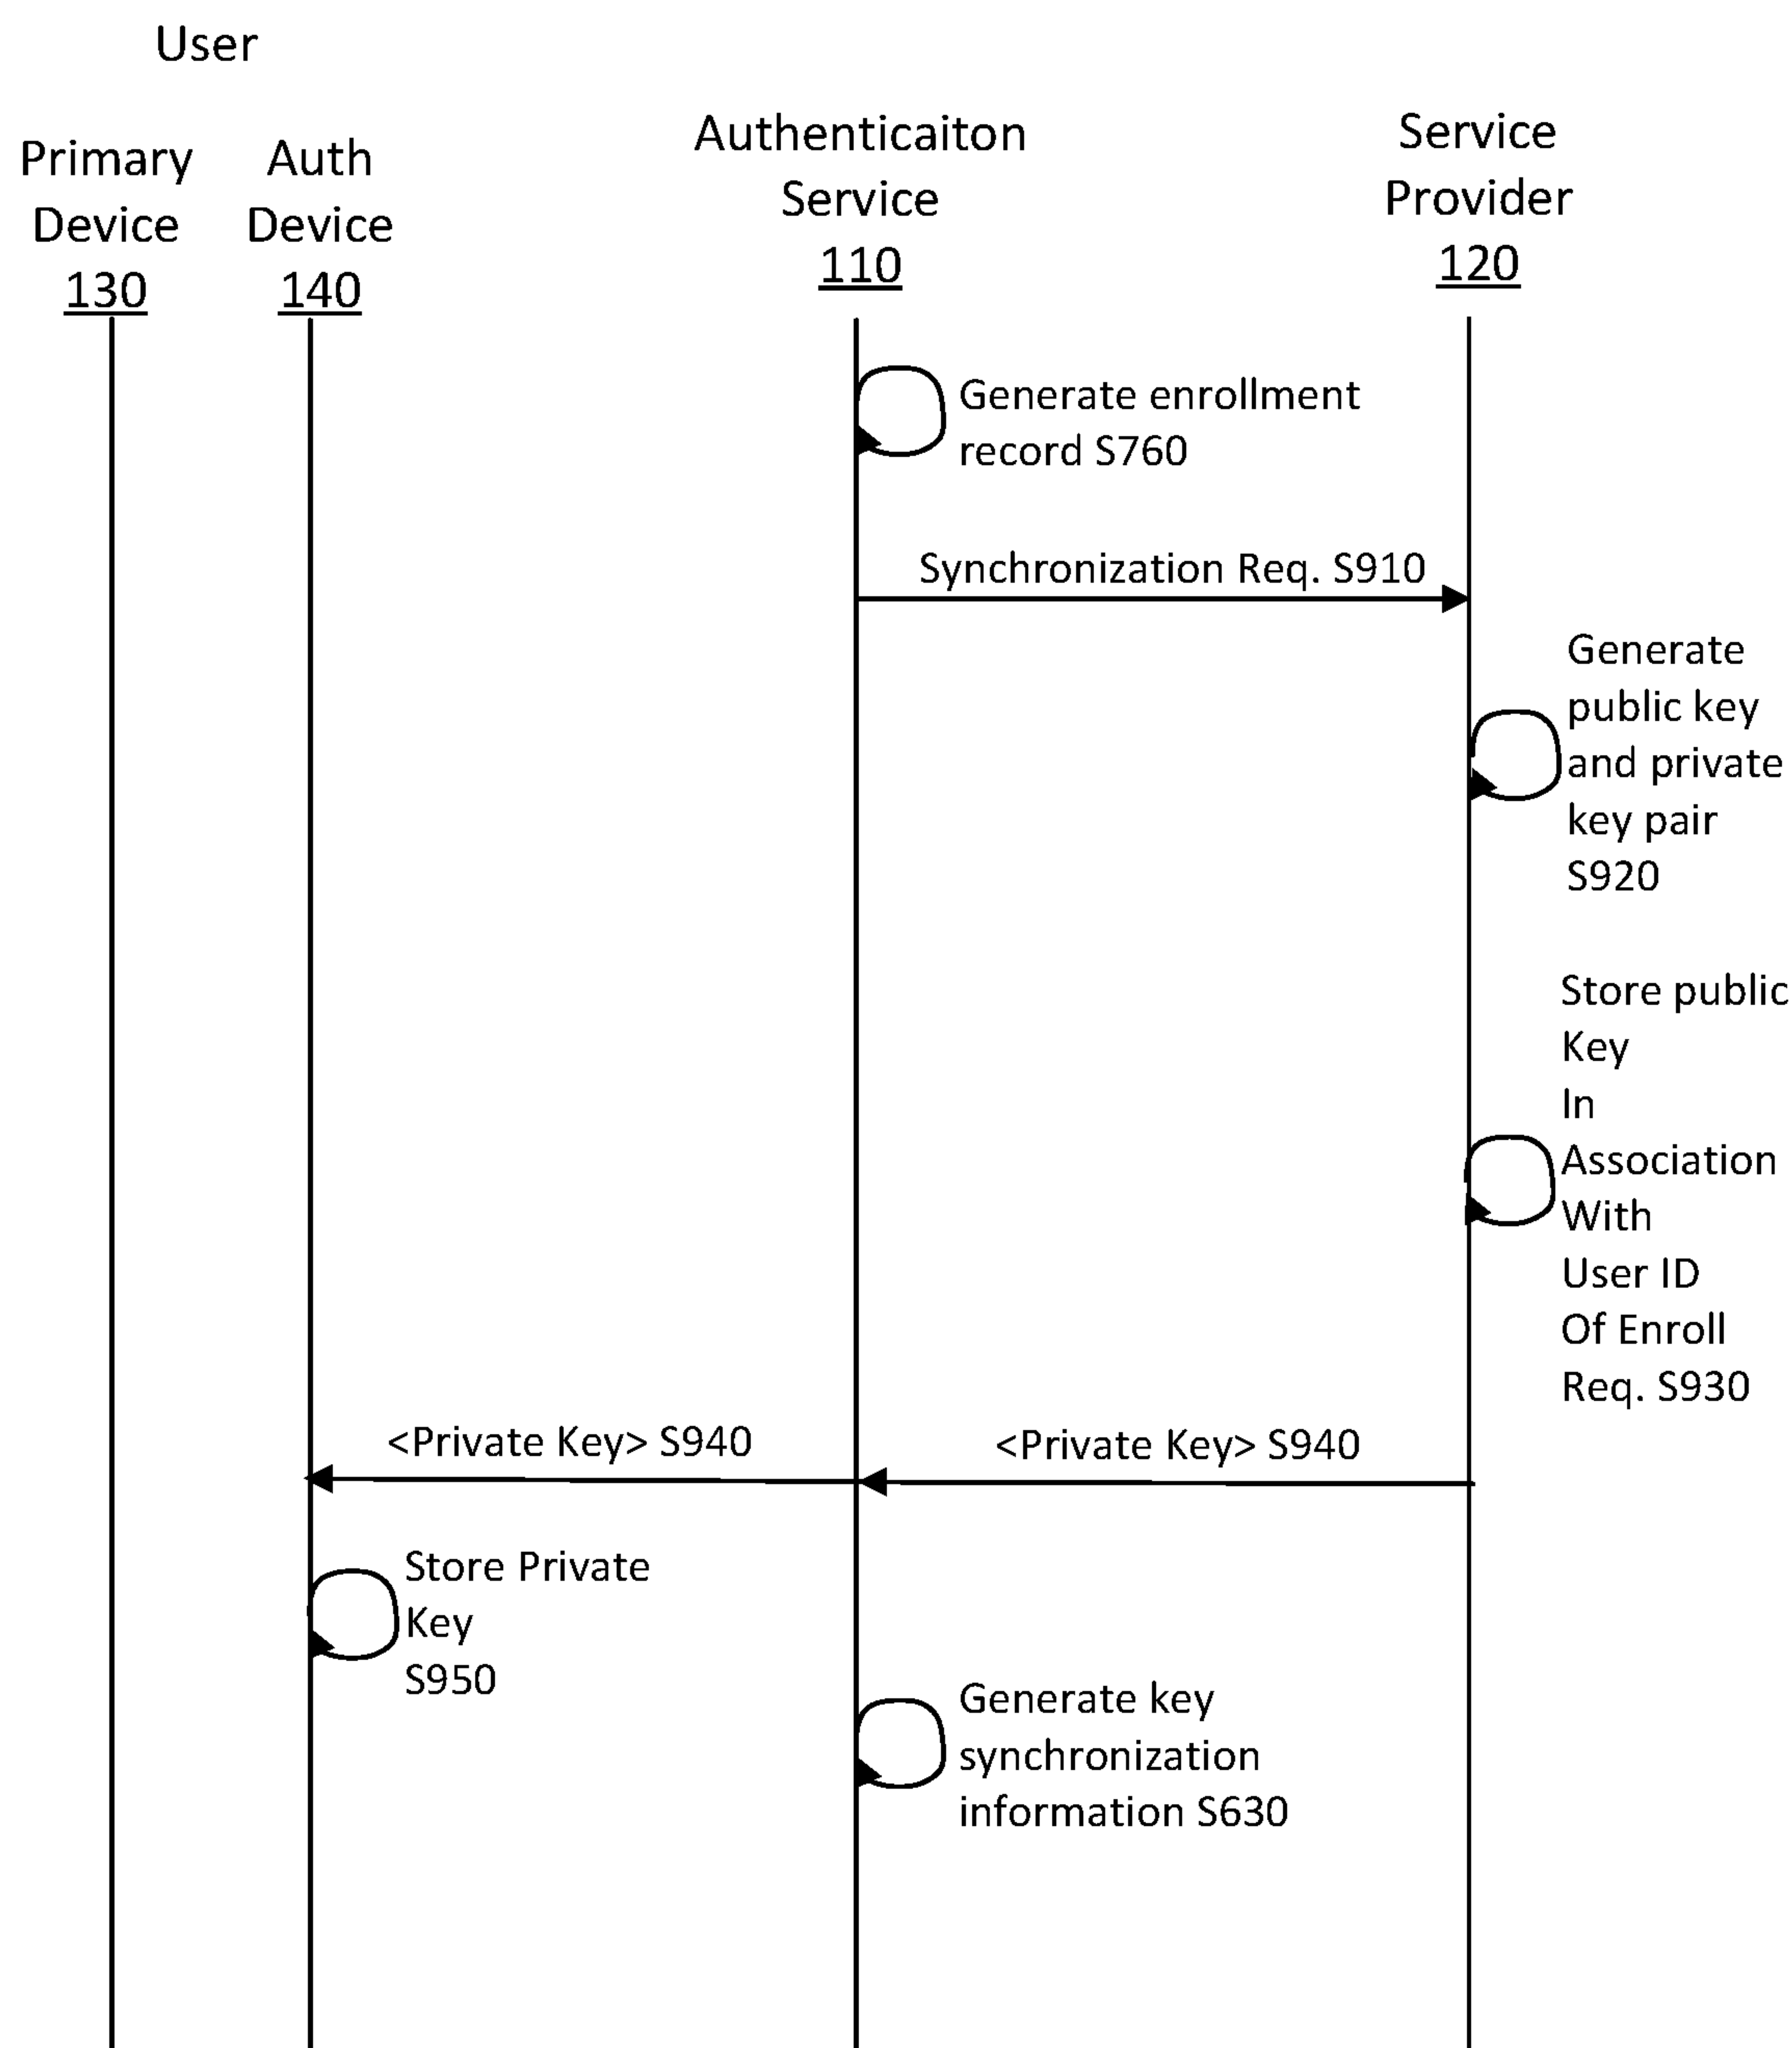 User
Primary
Device
130
Auth
Device
140
Authenticaiton
Service
110
Service
Provider
120
Generate enrollment
record S760
Synchronization Req. S910
Generate
public key
and private
key pair
S920
Store public
Key
In
Association
With
User ID
Of Enroll
Req. S930
<Private Key> S940
<Private Key> S940
Store Private
Key
S950
Generate key
synchronization
information S630